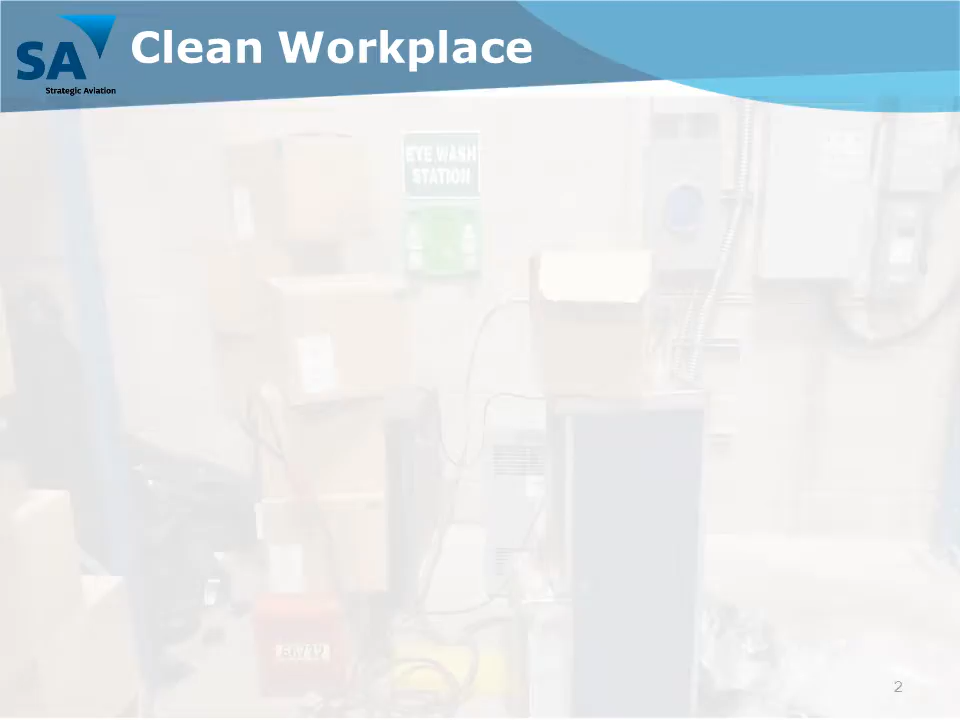 Clean Workplace
SA
Strategic Aviation
EYE WASH
STATION
2